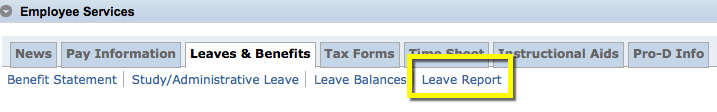 Employee Services
News Pay Information Leaves & Benefits Tax Forms Time Sheet Instructional Aids Pro-D Info
Benefit Statement Study/Administrative Leave Leave Balances Leave Report